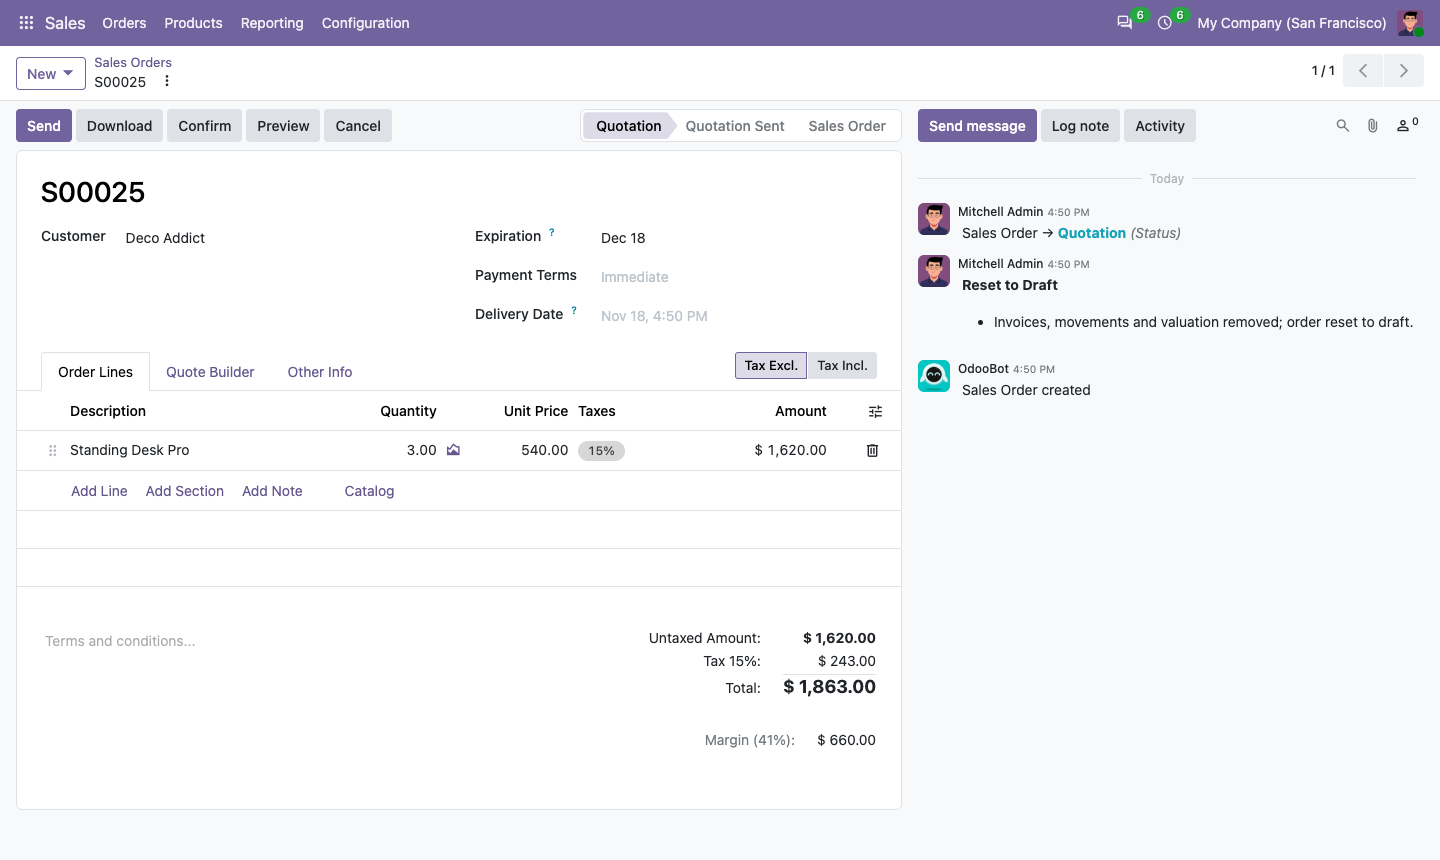 Sales Orders Products Reporting Configuration 6 6 My Company (San Francisco)
New Sales Orders
S00025
1 / 1
Send Download Confirm Preview Cancel Quotation Quotation Sent Sales Order Send message Log note Activity 0
Today
S00025
Customer Deco Addict
Expiration ? Dec 18
Payment Terms Immediate
Delivery Date ? Nov 18, 4:50 PM
Order Lines Quote Builder Other Info Tax Excl. Tax Incl.
Description Quantity Unit Price Taxes Amount
Standing Desk Pro 3.00 540.00 15% $ 1,620.00
Add Line Add Section Add Note Catalog
Terms and conditions...
Untaxed Amount: $ 1,620.00
Tax 15%: $ 243.00
Total: $ 1,863.00
Margin (41%): $ 660.00
Mitchell Admin 4:50 PM
Sales Order → Quotation (Status)
Mitchell Admin 4:50 PM
Reset to Draft
• Invoices, movements and valuation removed; order reset to draft.
OdooBot 4:50 PM
Sales Order created